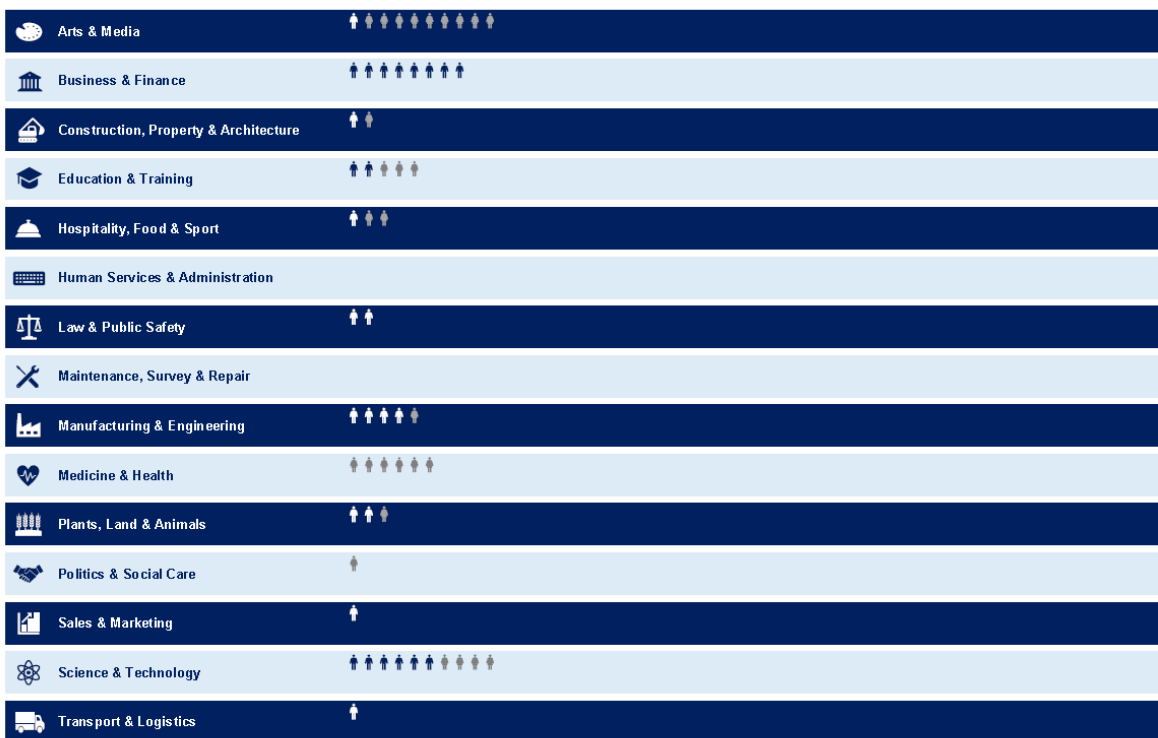 Arts & Media
Business & Finance
Construction, Property & Architecture
Education & Training
Hospitality, Food & Sport
Human Services & Administration
Law & Public Safety
Maintenance, Survey & Repair
Manufacturing & Engineering
Medicine & Health
Plants, Land & Animals
Politics & Social Care
Sales & Marketing
Science & Technology
Transport & Logistics